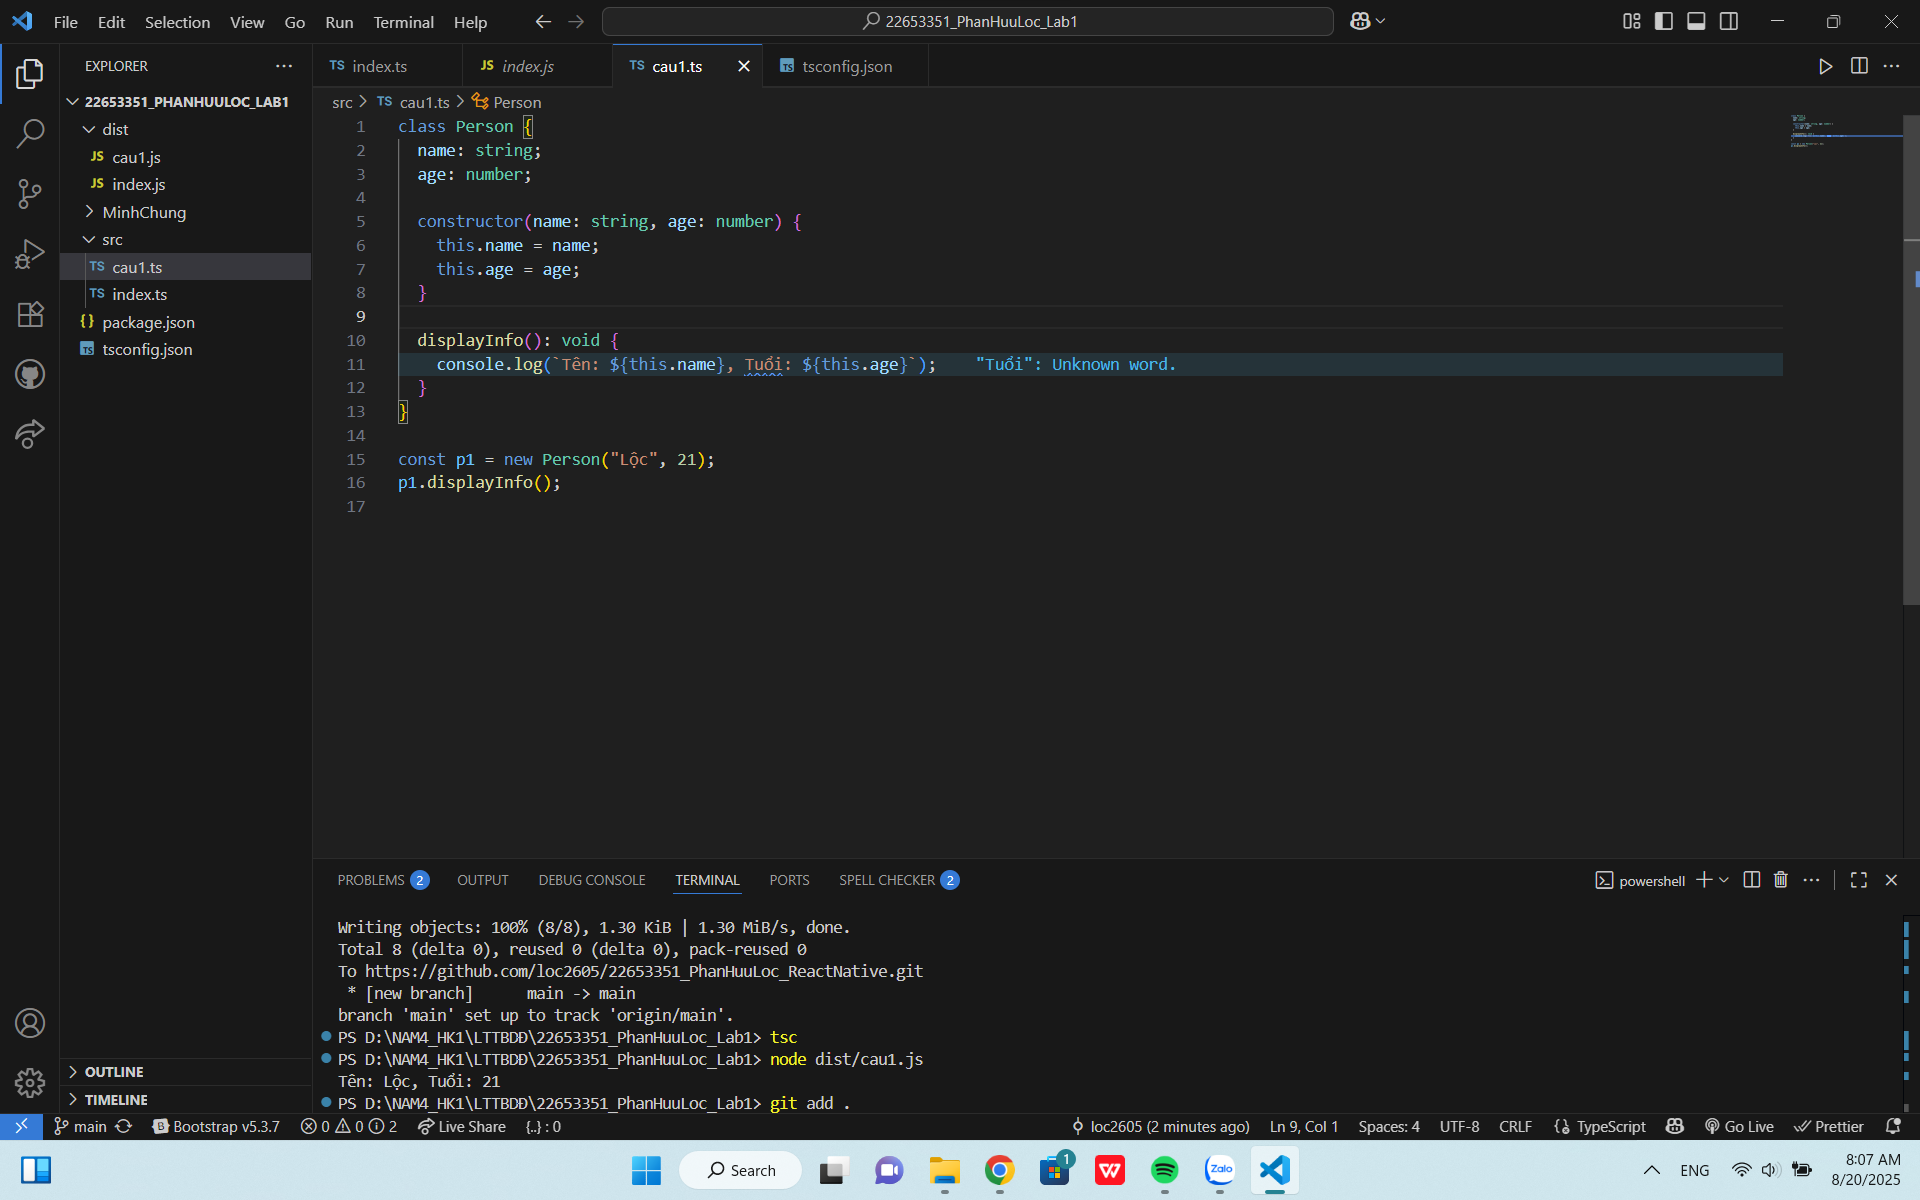 File Edit Selection View Go Run Terminal Help 22653351_PhanHuuLoc_Lab1
EXPLORER
22653351_PHANHUULOC_LAB1
dist
JS cau1.js
JS index.js
MinhChung
src
TS cau1.ts
TS index.ts
{} package.json
TS tsconfig.json
OUTLINE
TIMELINE
TS index.ts JS index.js TS cau1.ts TS tsconfig.json
src > TS cau1.ts > Person
1 class Person {
2 name: string;
3 age: number;
4
5 constructor(name: string, age: number) {
6 this.name = name;
7 this.age = age;
8 }
9
10 displayInfo(): void {
11 console.log(`Tên: ${this.name}, Tuổi: ${this.age}`); "Tuổi": Unknown word.
12 }
13 }
14
15 const p1 = new Person("Lộc", 21);
16 p1.displayInfo();
17
PROBLEMS 2 OUTPUT DEBUG CONSOLE TERMINAL PORTS SPELL CHECKER 2 powershell
Writing objects: 100% (8/8), 1.30 KiB | 1.30 MiB/s, done.
Total 8 (delta 0), reused 0 (delta 0), pack-reused 0
To https://github.com/loc2605/22653351_PhanHuuLoc_ReactNative.git
* [new branch] main -> main
branch 'main' set up to track 'origin/main'.
PS D:\NAM4_HK1\LTTBDĐ\22653351_PhanHuuLoc_Lab1> tsc
PS D:\NAM4_HK1\LTTBDĐ\22653351_PhanHuuLoc_Lab1> node dist/cau1.js
Tên: Lộc, Tuổi: 21
PS D:\NAM4_HK1\LTTBDĐ\22653351_PhanHuuLoc_Lab1> git add .
main B Bootstrap v5.3.7 0 0 2 Live Share {..} : 0 loc2605 (2 minutes ago) Ln 9, Col 1 Spaces: 4 UTF-8 CRLF TypeScript Go Live Prettier
Search 1 W Zalo ENG 8:07 AM
8/20/2025